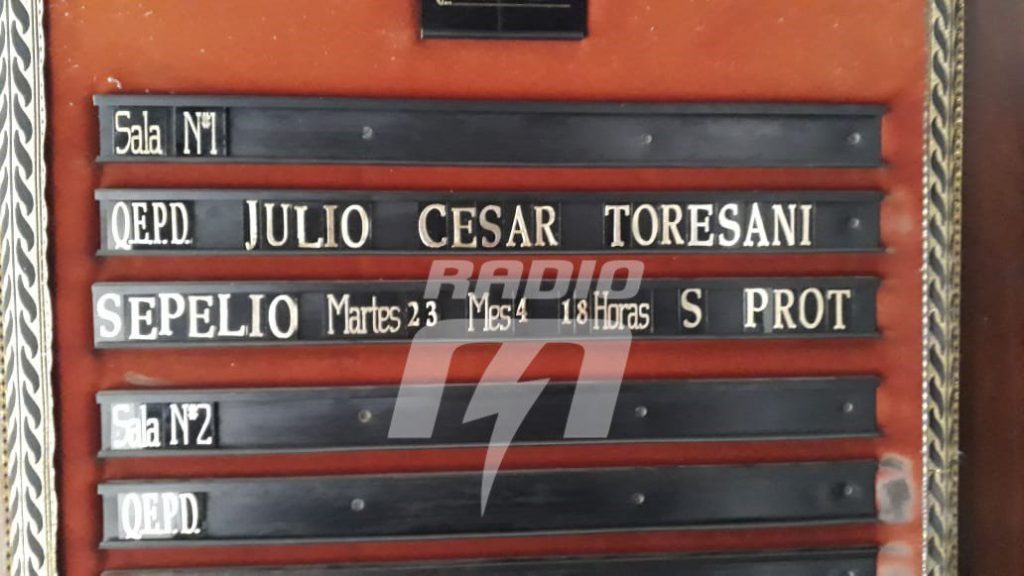 Sala Nº1
Q.E.P.D. JULIO CESAR TORESANI
SEPELIO Martes 23 Mes 4 18 Horas S PROT
RADIO
Sala Nº2
Q.E.P.D.